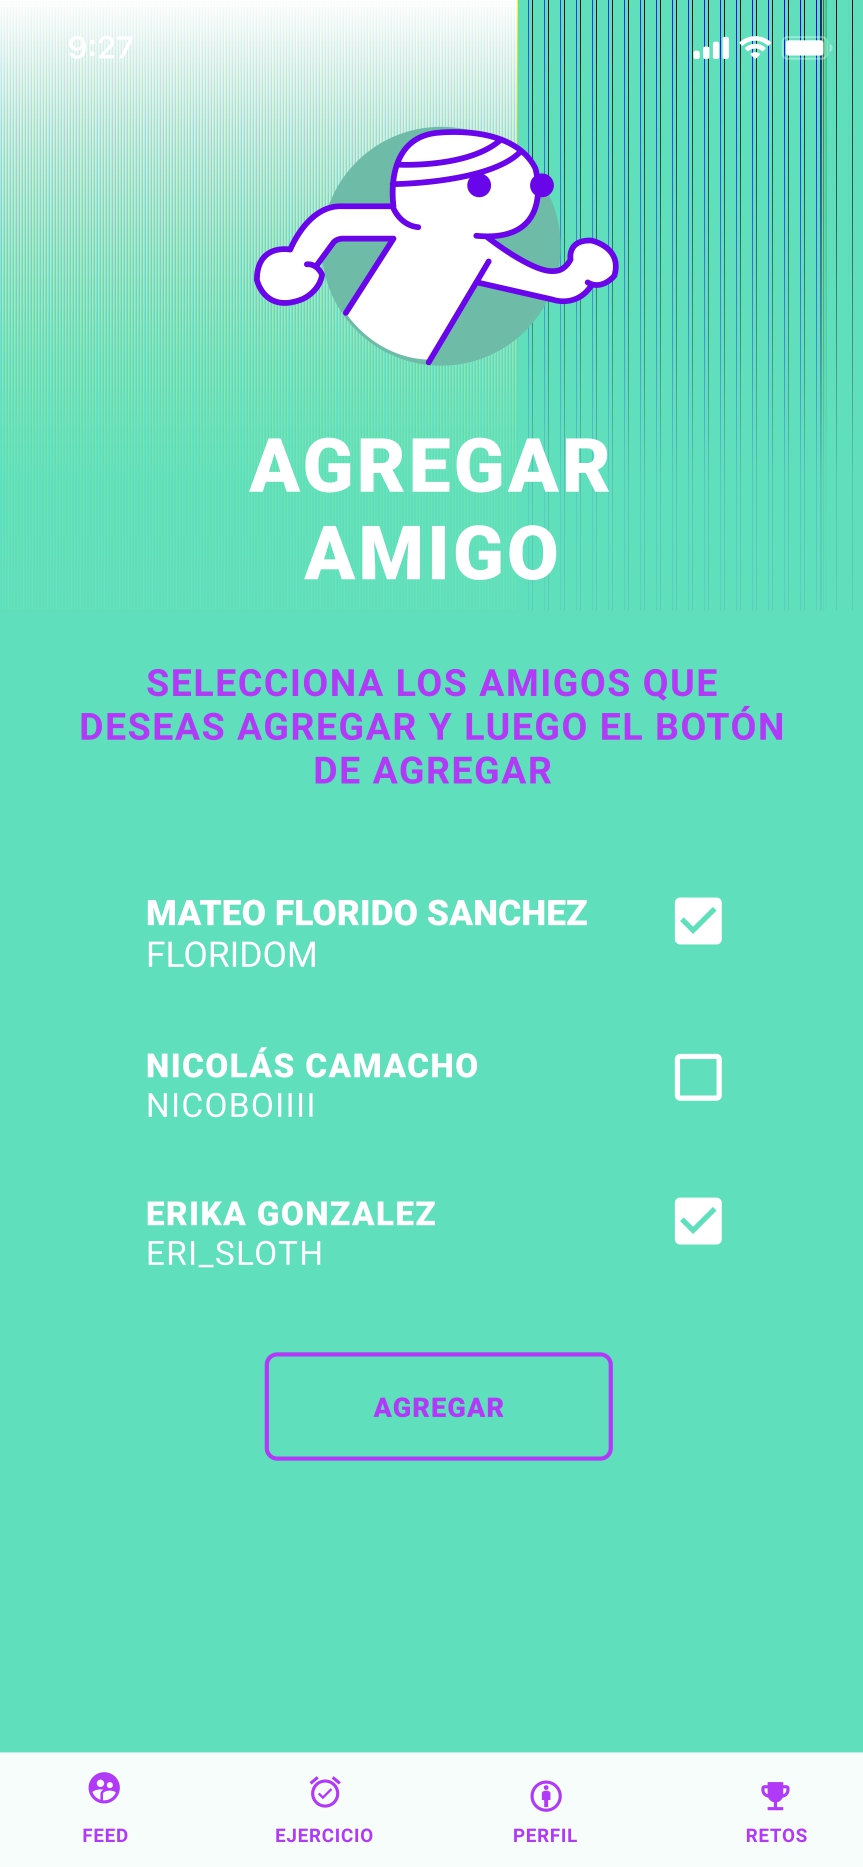 9:27
AGREGAR
AMIGO
SELECCIONA LOS AMIGOS QUE
DESEAS AGREGAR Y LUEGO EL BOTÓN
DE AGREGAR
MATEO FLORIDO SANCHEZ
FLORIDOM
NICOLÁS CAMACHO
NICOBOIIII
ERIKA GONZALEZ
ERI_SLOTH
AGREGAR
FEED EJERCICIO PERFIL RETOS